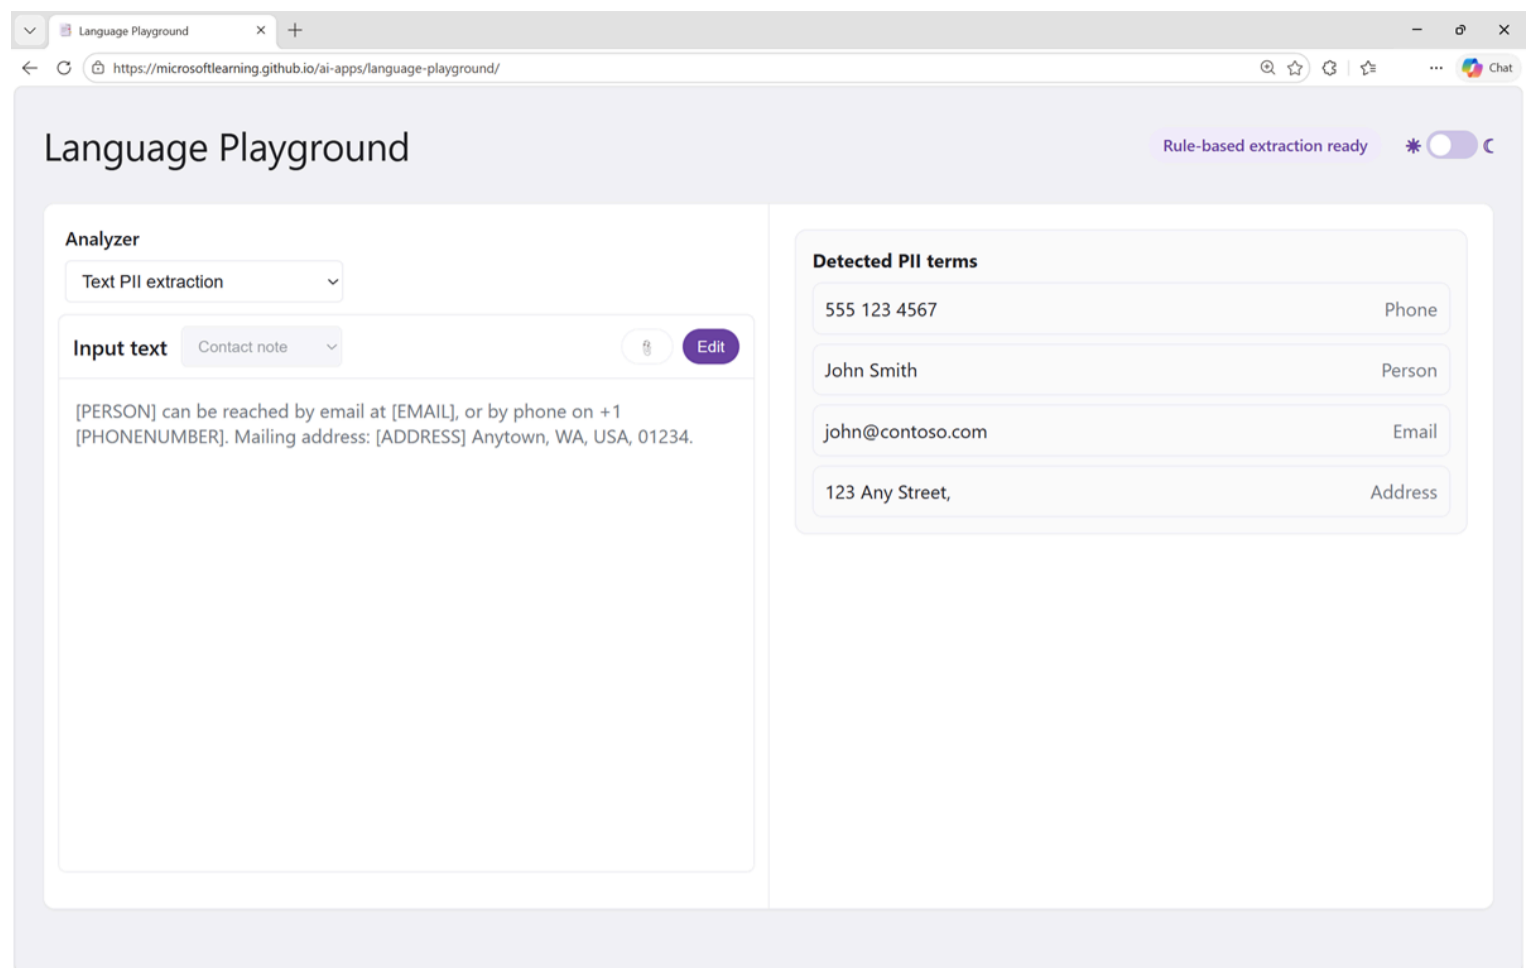 Language Playground
https://microsoftlearning.github.io/ai-apps/language-playground/
Chat
Language Playground
Rule-based extraction ready
Analyzer
Text PII extraction
Input text
Contact note
Edit
[PERSON] can be reached by email at [EMAIL], or by phone on +1
[PHONENUMBER]. Mailing address: [ADDRESS] Anytown, WA, USA, 01234.
Detected PII terms
555 123 4567 Phone
John Smith Person
john@contoso.com Email
123 Any Street, Address